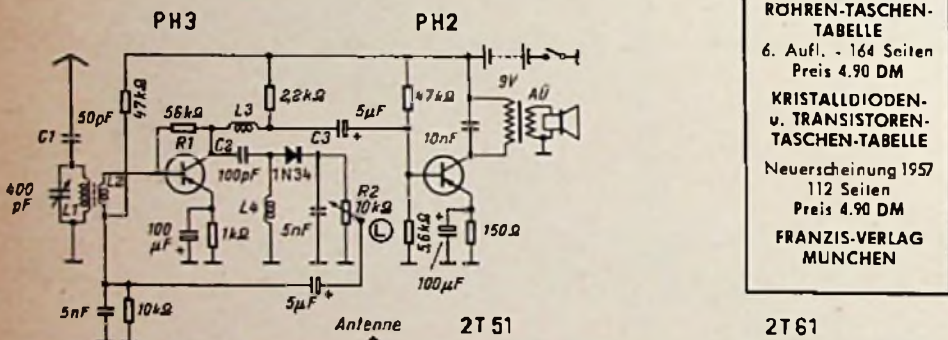 PH3
PH2
50pF
C1
400
pF
L1
L2
47kΩ
56kΩ
R1
L3
2,2kΩ
5µF
+
C2
100pF
1N34
C3
L4
5nF
R2
10kΩ
L
100
µF
+
1kΩ
5µF
+
5nF
10kΩ
47kΩ
10nF
9V
AÜ
5,6kΩ
+
100µF
150Ω
Antenne
2T51
2T61
RÖHREN-TASCHEN-
TABELLE
6. Aufl. - 164 Seiten
Preis 4.90 DM
KRISTALLDIODEN-
u. TRANSISTOREN-
TASCHEN-TABELLE
Neuerscheinung 1957
112 Seiten
Preis 4.90 DM
FRANZIS-VERLAG
MÜNCHEN